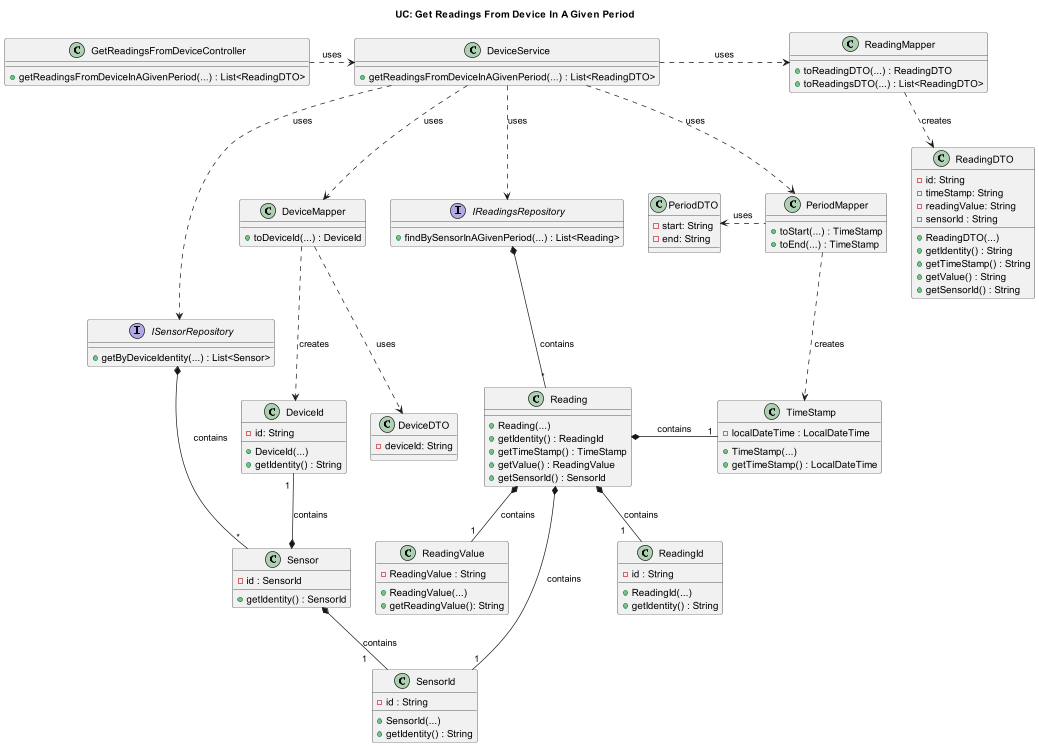 UC: Get Readings From Device In A Given Period
C GetReadingsFromDeviceController
getReadingsFromDeviceInAGivenPeriod(...) : List<ReadingDTO>
uses
C DeviceService
getReadingsFromDeviceInAGivenPeriod(...) : List<ReadingDTO>
uses
C ReadingMapper
toReadingDTO(...) : ReadingDTO
toReadingsDTO(...) : List<ReadingDTO>
uses
uses
uses
uses
creates
C ReadingDTO
id: String
timeStamp: String
readingValue: String
sensorId : String
ReadingDTO(...)
getIdentity() : String
getTimeStamp() : String
getValue() : String
getSensorId() : String
C DeviceMapper
toDeviceId(...) : DeviceId
I IReadingsRepository
findBySensorInAGivenPeriod(...) : List<Reading>
C PeriodDTO
start: String
end: String
uses
C PeriodMapper
toStart(...) : TimeStamp
toEnd(...) : TimeStamp
I ISensorRepository
getByDeviceIdentity(...) : List<Sensor>
creates
uses
contains
*
creates
C DeviceId
id: String
DeviceId(...)
getIdentity() : String
C DeviceDTO
deviceId: String
C Reading
Reading(...)
getIdentity() : ReadingId
getTimeStamp() : TimeStamp
getValue() : ReadingValue
getSensorId() : SensorId
contains
1
C TimeStamp
localDateTime : LocalDateTime
TimeStamp(...)
getTimeStamp() : LocalDateTime
contains
*
1
contains
contains
1
contains
1
contains
1
C Sensor
id : SensorId
getIdentity() : SensorId
C ReadingValue
ReadingValue : String
ReadingValue(...)
getReadingValue(): String
C ReadingId
id : String
ReadingId(...)
getIdentity() : String
contains
1
C SensorId
id : String
SensorId(...)
getIdentity() : String